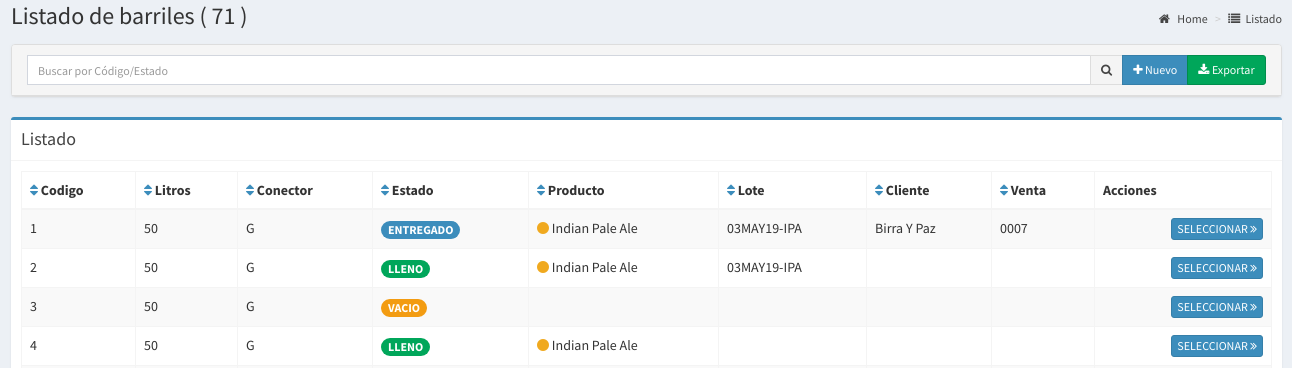 Listado de barriles ( 71 )
Home > Listado
Buscar por Código/Estado
Nuevo
Exportar
Listado
Codigo Litros Conector Estado Producto Lote Cliente Venta Acciones
1 50 G ENTREGADO Indian Pale Ale 03MAY19-IPA Birra Y Paz 0007 SELECCIONAR »
2 50 G LLENO Indian Pale Ale 03MAY19-IPA SELECCIONAR »
3 50 G VACIO SELECCIONAR »
4 50 G LLENO Indian Pale Ale SELECCIONAR »